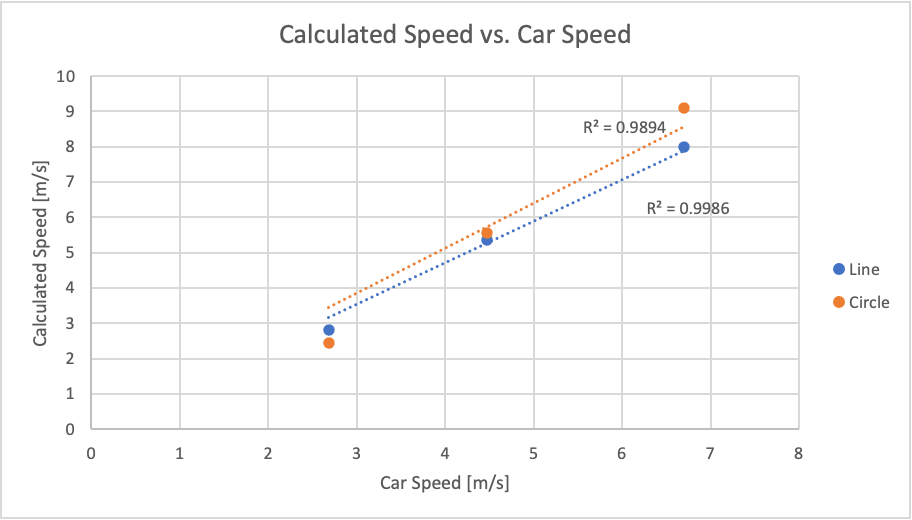 Calculated Speed vs. Car Speed
Calculated Speed [m/s]
10
9
8
7
6
5
4
3
2
1
0
R² = 0.9894
R² = 0.9986
Line
Circle
0 1 2 3 4 5 6 7 8
Car Speed [m/s]